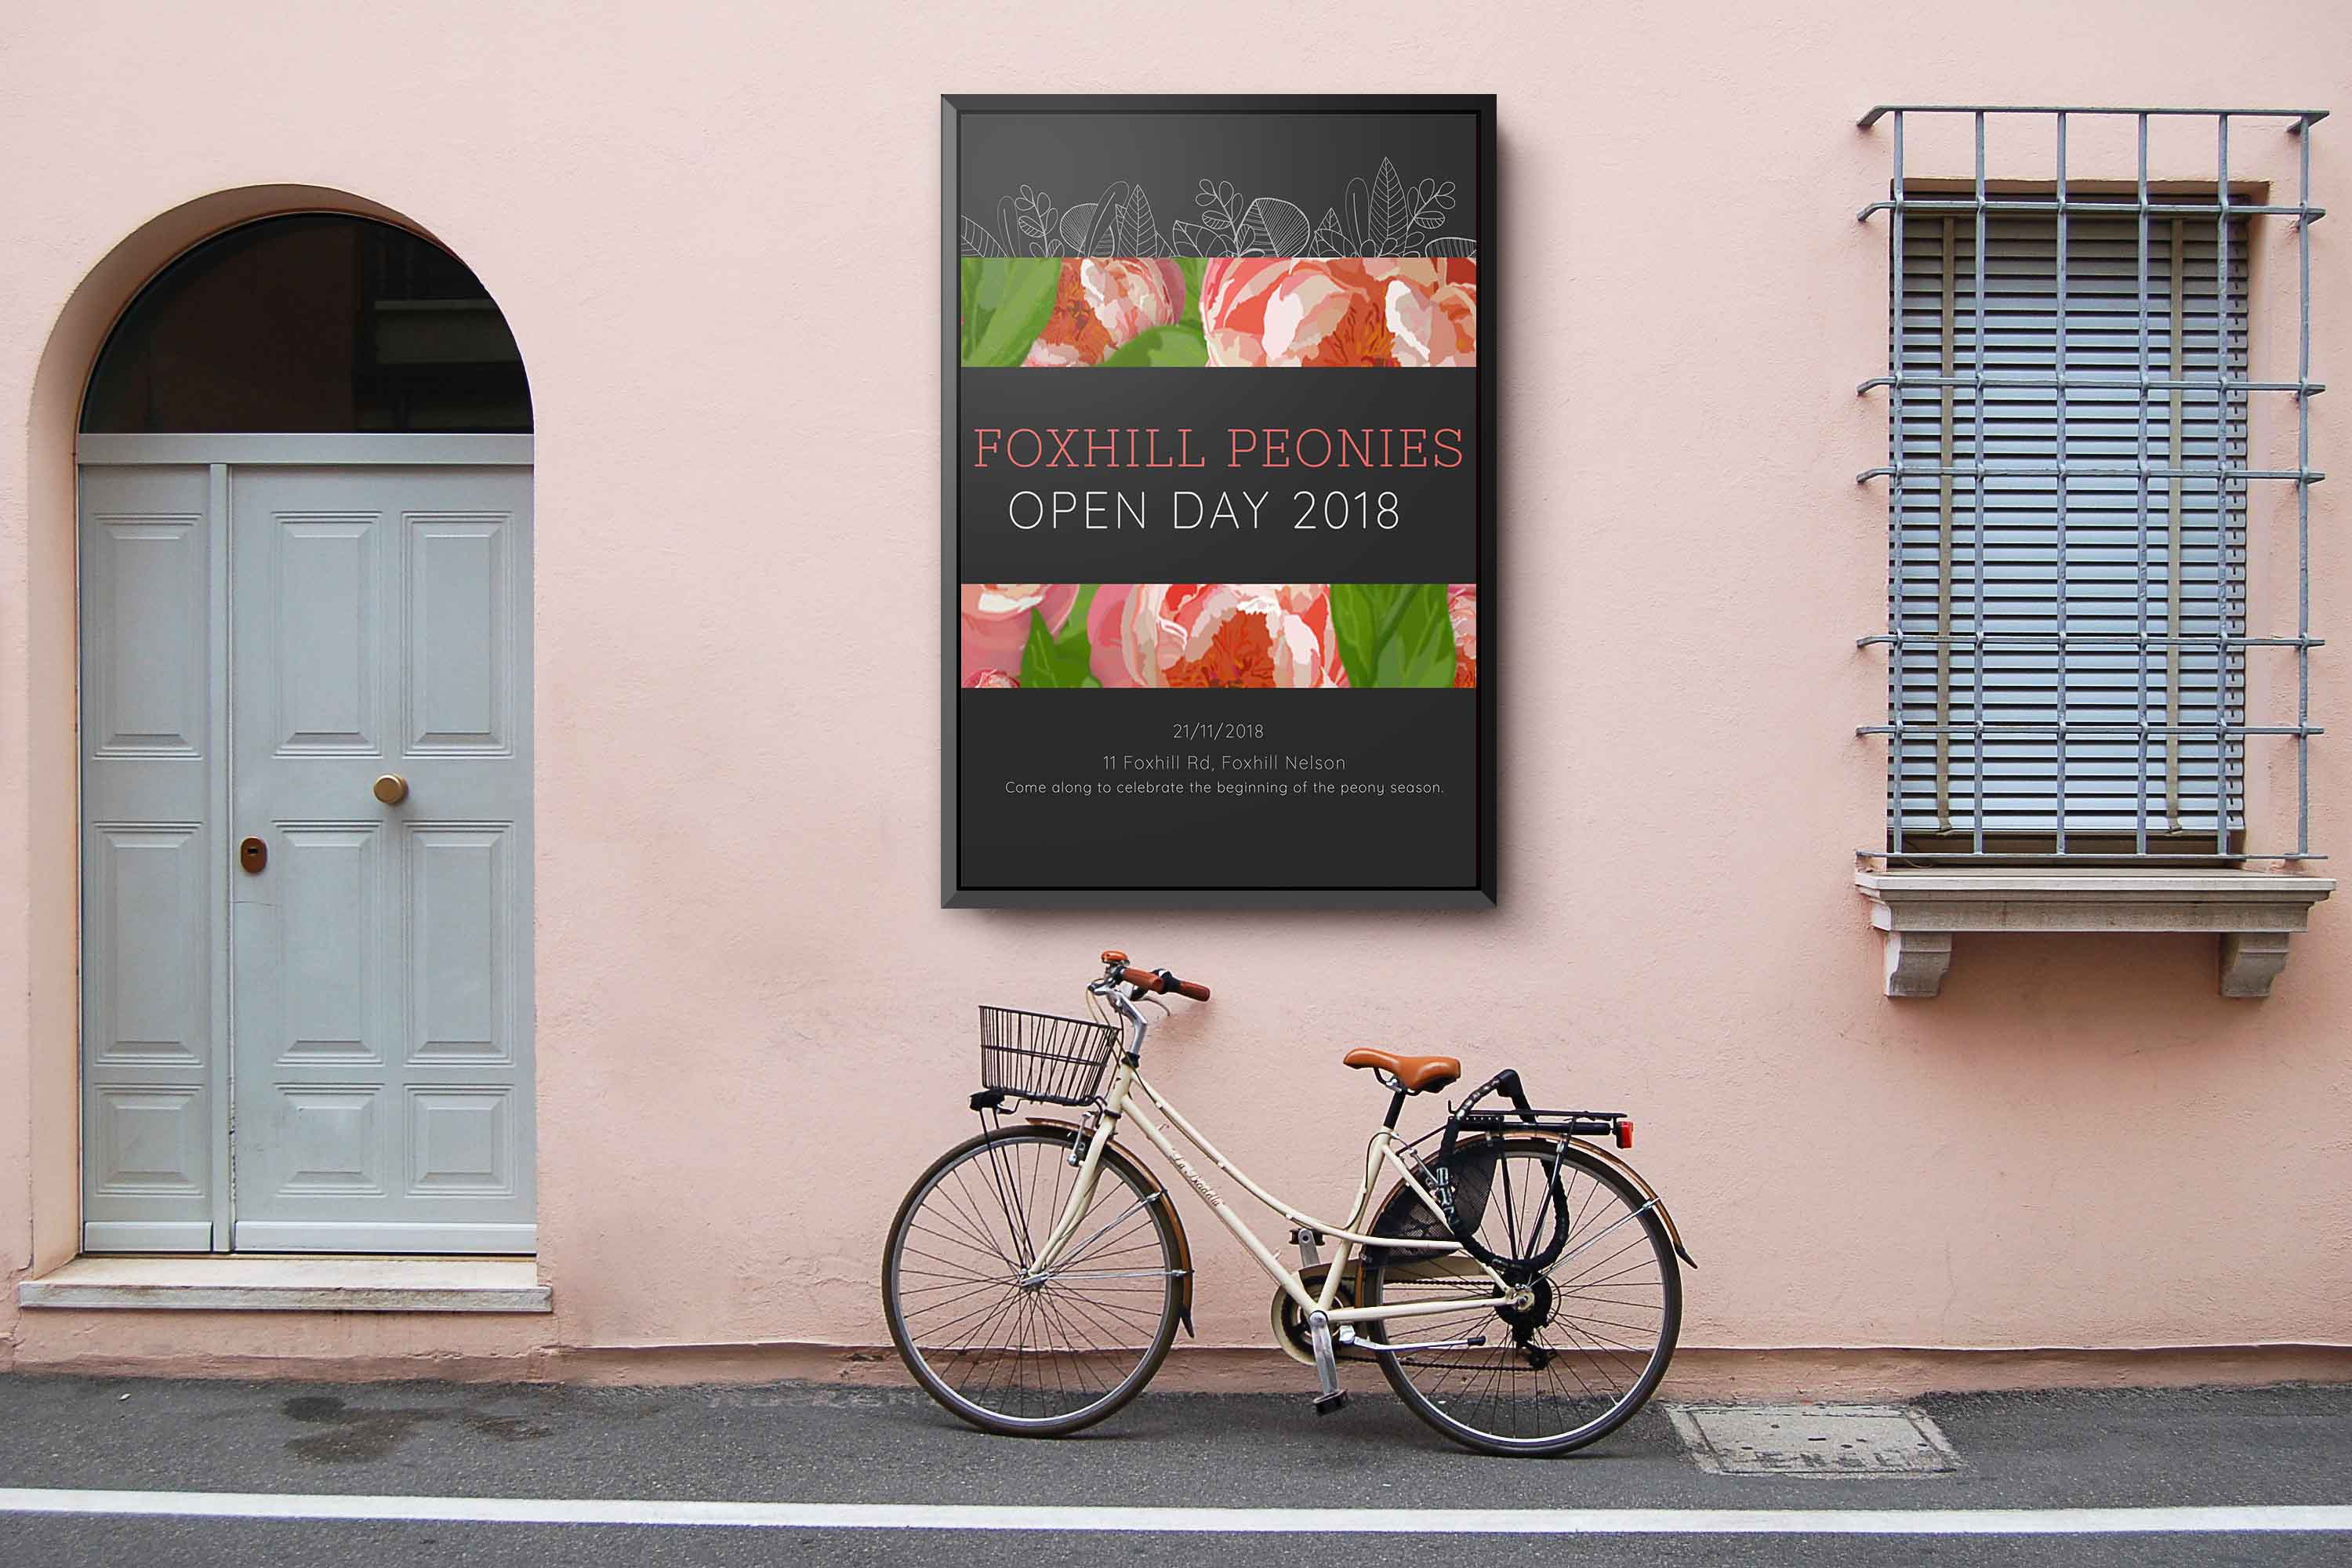 FOXHILL PEONIES
OPEN DAY 2018
21/11/2018
11 Foxhill Rd, Foxhill Nelson
Come along to celebrate the beginning of the peony season.